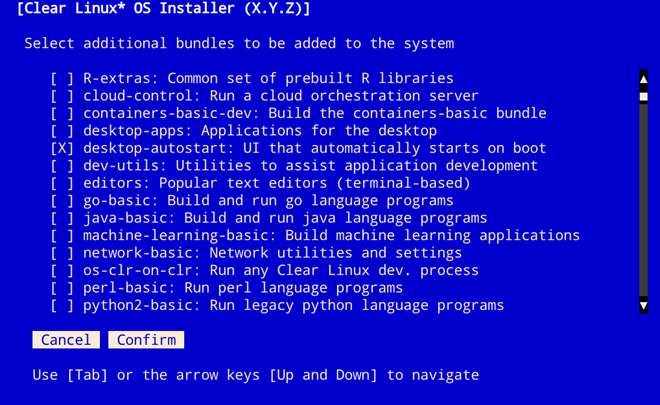 [Clear Linux* OS Installer (X.Y.Z)]
Select additional bundles to be added to the system
[ ] R-extras: Common set of prebuilt R libraries
[ ] cloud-control: Run a cloud orchestration server
[ ] containers-basic-dev: Build the containers-basic bundle
[ ] desktop-apps: Applications for the desktop
[X] desktop-autostart: UI that automatically starts on boot
[ ] dev-utils: Utilities to assist application development
[ ] editors: Popular text editors (terminal-based)
[ ] go-basic: Build and run go language programs
[ ] java-basic: Build and run java language programs
[ ] machine-learning-basic: Build machine learning applications
[ ] network-basic: Network utilities and settings
[ ] os-clr-on-clr: Run any Clear Linux dev. process
[ ] perl-basic: Run perl language programs
[ ] python2-basic: Run legacy python language programs
Cancel Confirm
Use [Tab] or the arrow keys [Up and Down] to navigate